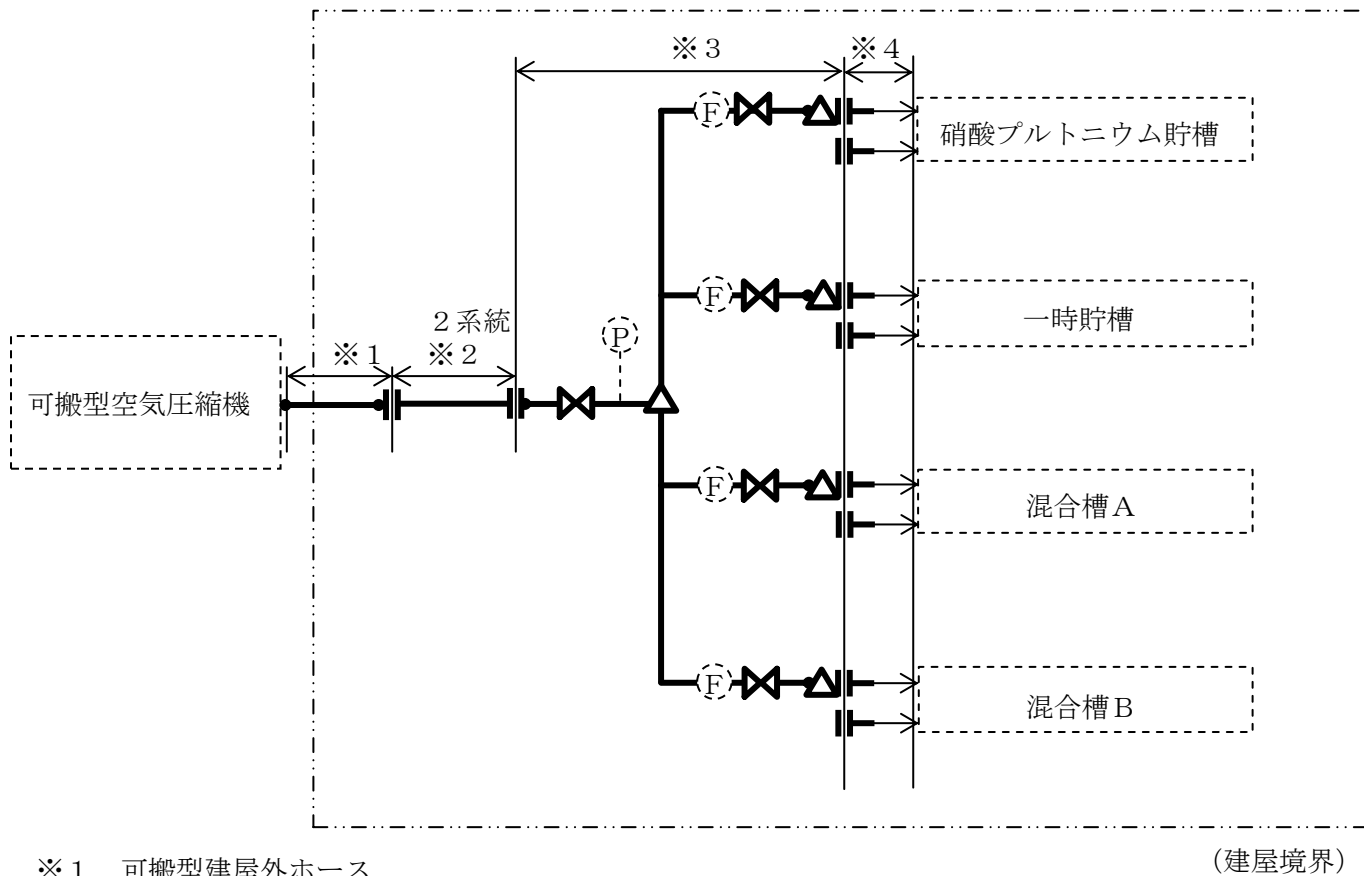 ※３
※４
Ｆ
硝酸プルトニウム貯槽
Ｆ
一時貯槽
２系統
Ｐ
※１
※２
可搬型空気圧縮機
Ｆ
混合槽Ａ
Ｆ
混合槽Ｂ
（建屋境界）
※１　可搬型建屋外ホース